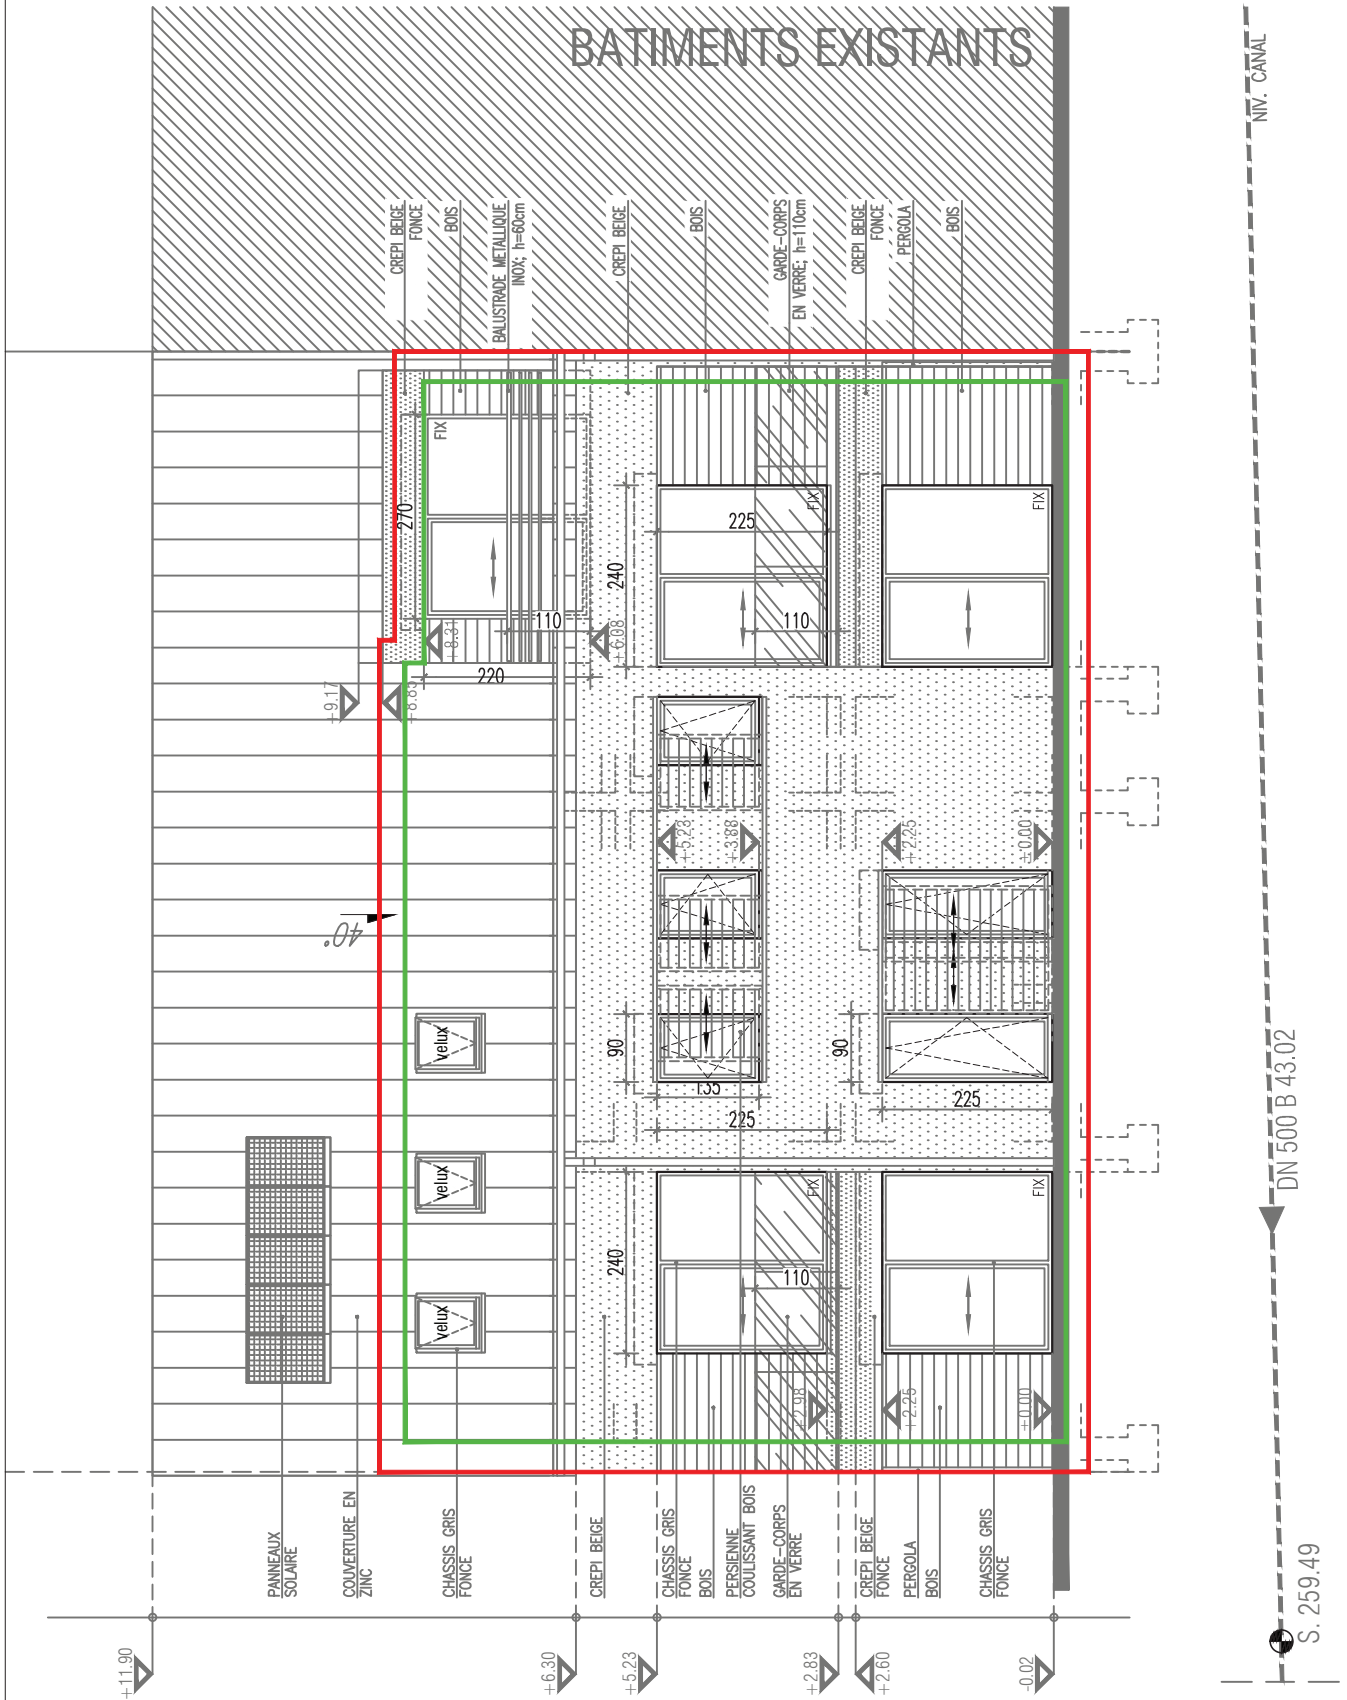 BATIMENTS EXISTANTS
NIV. CANAL
CREPI BEIGE
FONCE
BOIS
BALUSTRADE METALLIQUE
INOX; h=60cm
CREPI BEIGE
BOIS
GARDE-CORPS
EN VERRE; h=110cm
CREPI BEIGE
FONCE
PERGOLA
BOIS
FIX
270
+8.31
110
+6.08
220
+9.17
+8.85
240
225
FIX
110
FIX
40°
+5.23
+3.88
+2.25
+0.00
velux
velux
velux
90
135
225
90
225
240
FIX
110
FIX
+2.98
+2.25
+0.00
PANNEAUX
SOLAIRE
COUVERTURE EN
ZINC
CHASSIS GRIS
FONCE
CREPI BEIGE
CHASSIS GRIS
FONCE
BOIS
PERSIENNE
COULISSANT BOIS
GARDE-CORPS
EN VERRE
CREPI BEIGE
FONCE
PERGOLA
BOIS
CHASSIS GRIS
FONCE
+11.90
+6.30
+5.23
+2.83
+2.60
-0.02
DN 500 B 43.02
S. 259.49